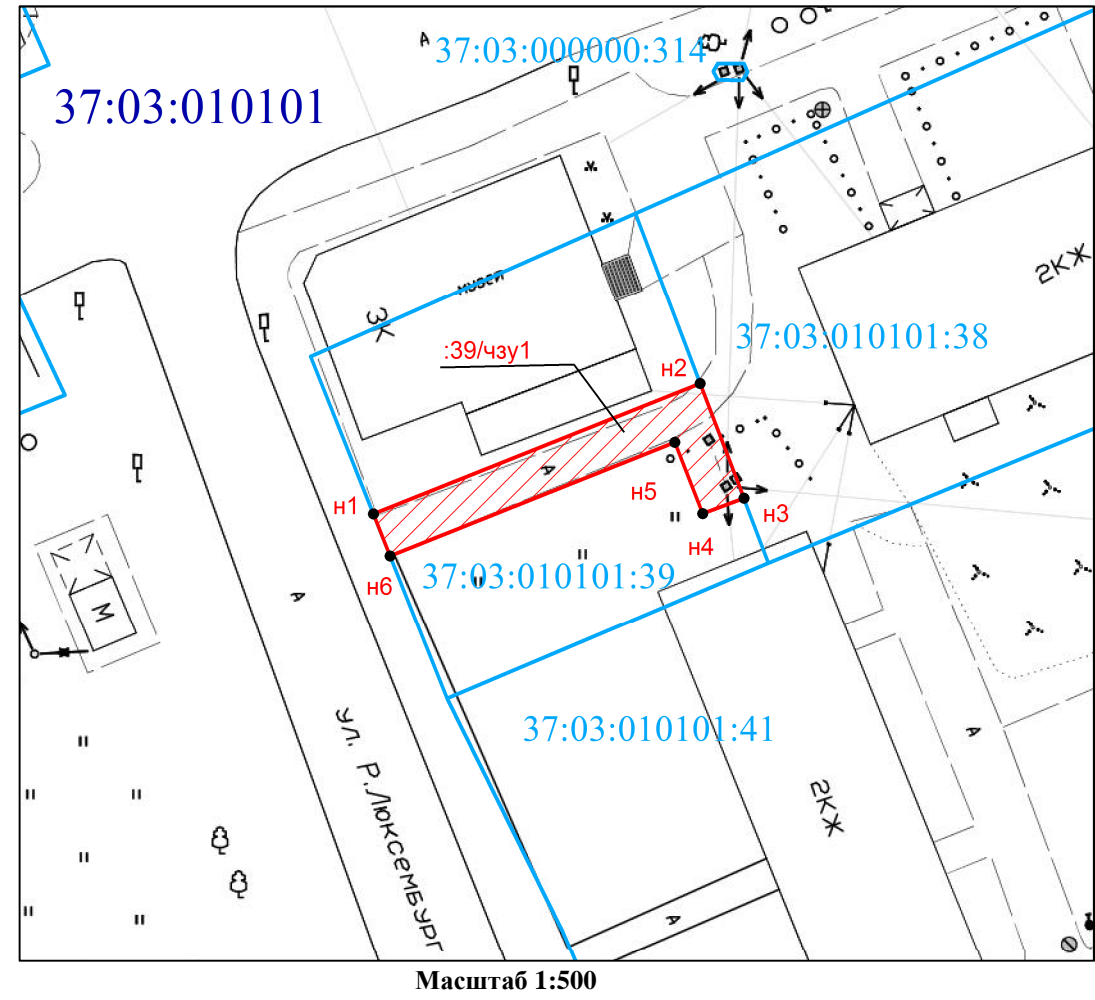 А
37:03:000000:314
37:03:010101
музей
2КЖ
3К
37:03:010101:38
:39/чзу1
н2
А
н1
н5
н3
н4
н6
37:03:010101:39
А
М
37:03:010101:41
ул. Р.Люксембург
А
2КЖ
А
Масштаб 1:500